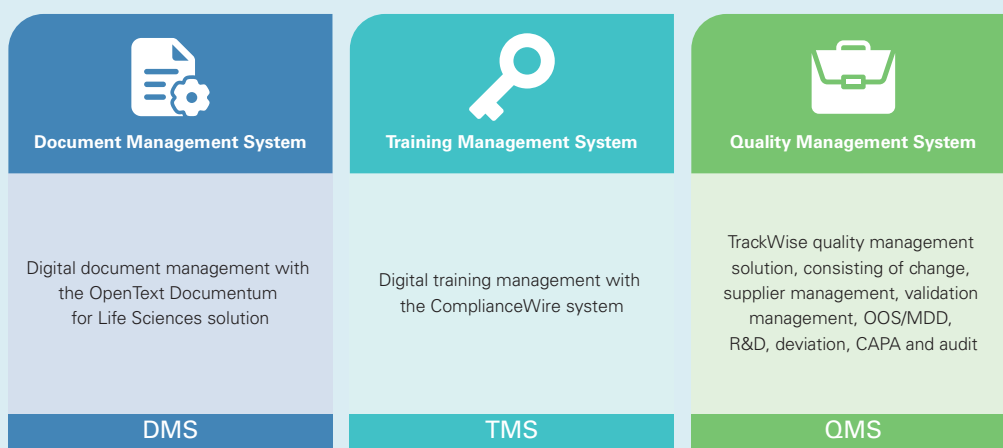 Document Management System
Digital document management with
the OpenText Documentum
for Life Sciences solution
DMS
Training Management System
Digital training management with
the ComplianceWire system
TMS
Quality Management System
TrackWise quality management
solution, consisting of change,
supplier management, validation
management, OOS/MDD,
R&D, deviation, CAPA and audit
QMS